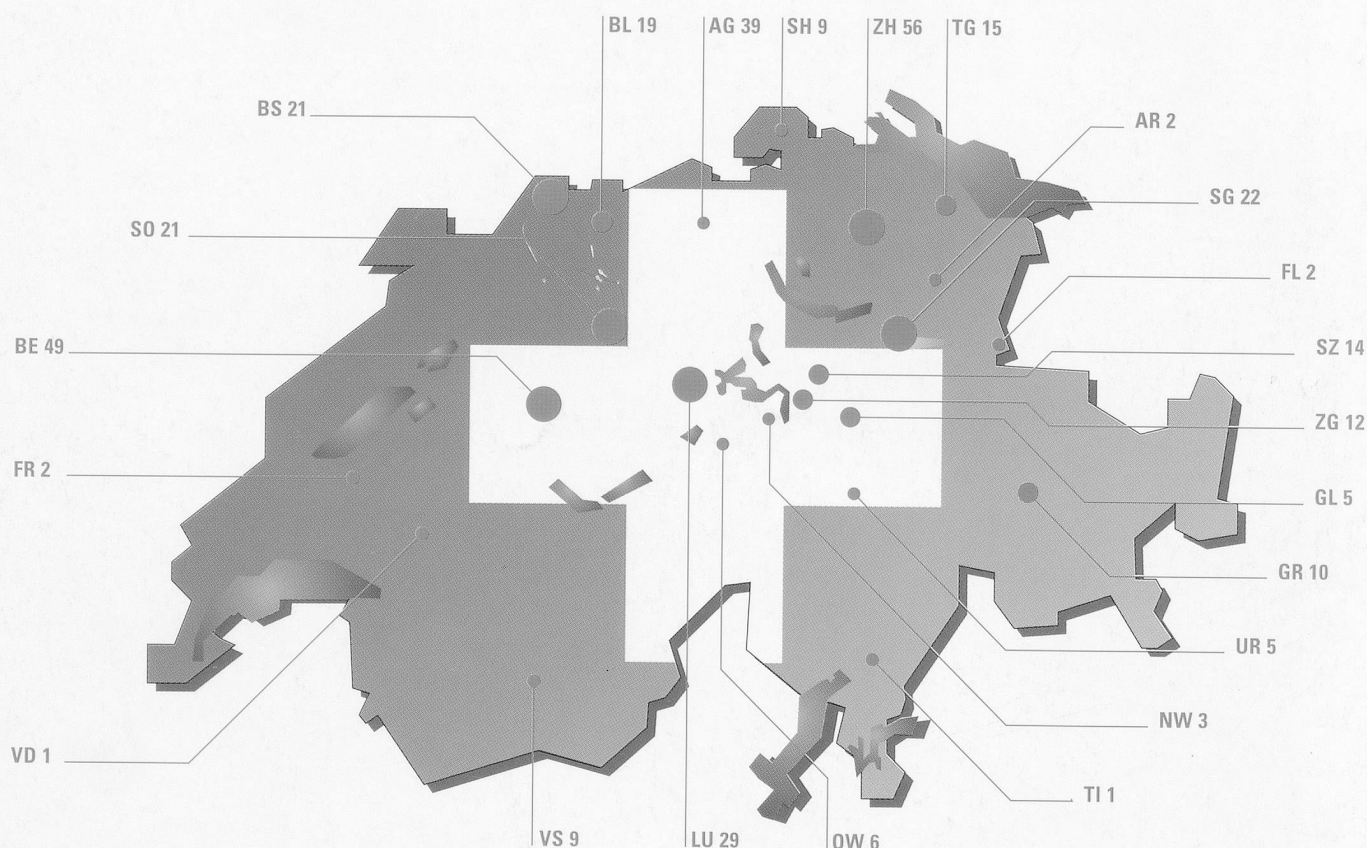 BL 19
AG 39
SH 9
ZH 56
TG 15
BS 21
AR 2
SG 22
SO 21
FL 2
BE 49
SZ 14
ZG 12
FR 2
GL 5
GR 10
UR 5
NW 3
VD 1
TI 1
VS 9
LU 29
OW 6